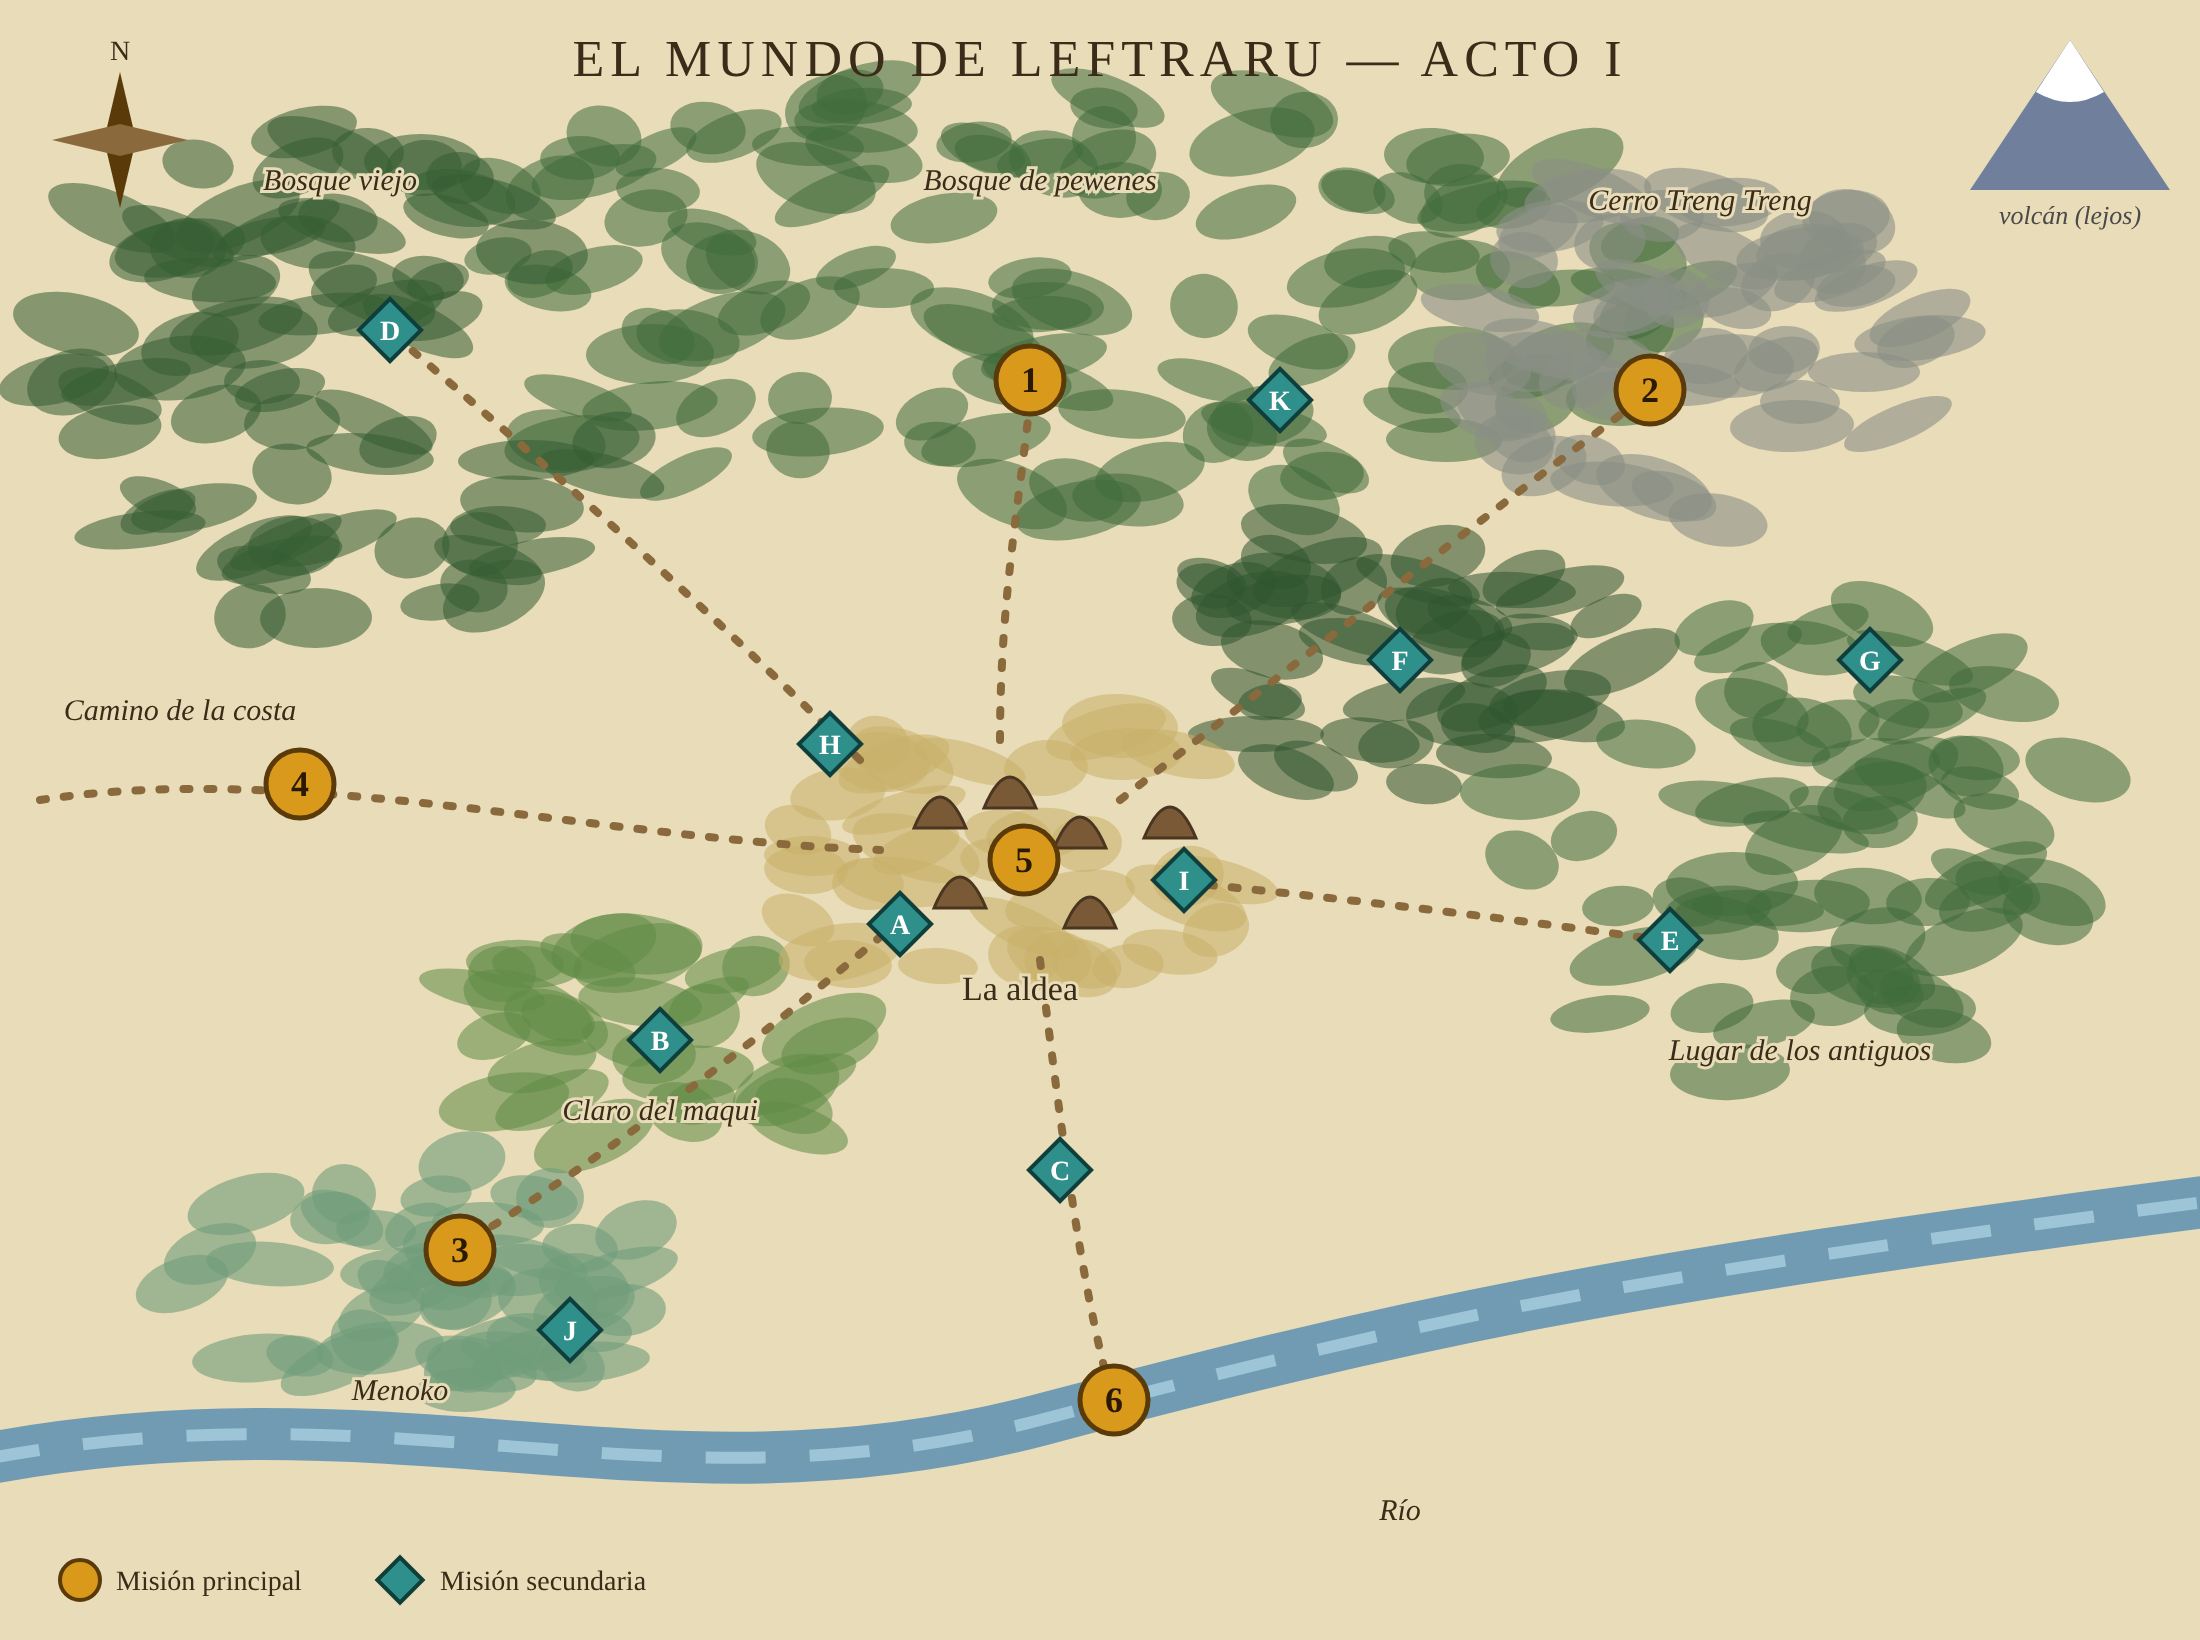 EL MUNDO DE LEFTRARU — ACTO I
N
Bosque viejo
Bosque de pewenes
Cerro Treng Treng
volcán (lejos)
D
1
K
2
F
G
Camino de la costa
H
4
5
I
A
E
La aldea
B
Lugar de los antiguos
Claro del maqui
C
3
J
Menoko
6
Río
Misión principal
Misión secundaria